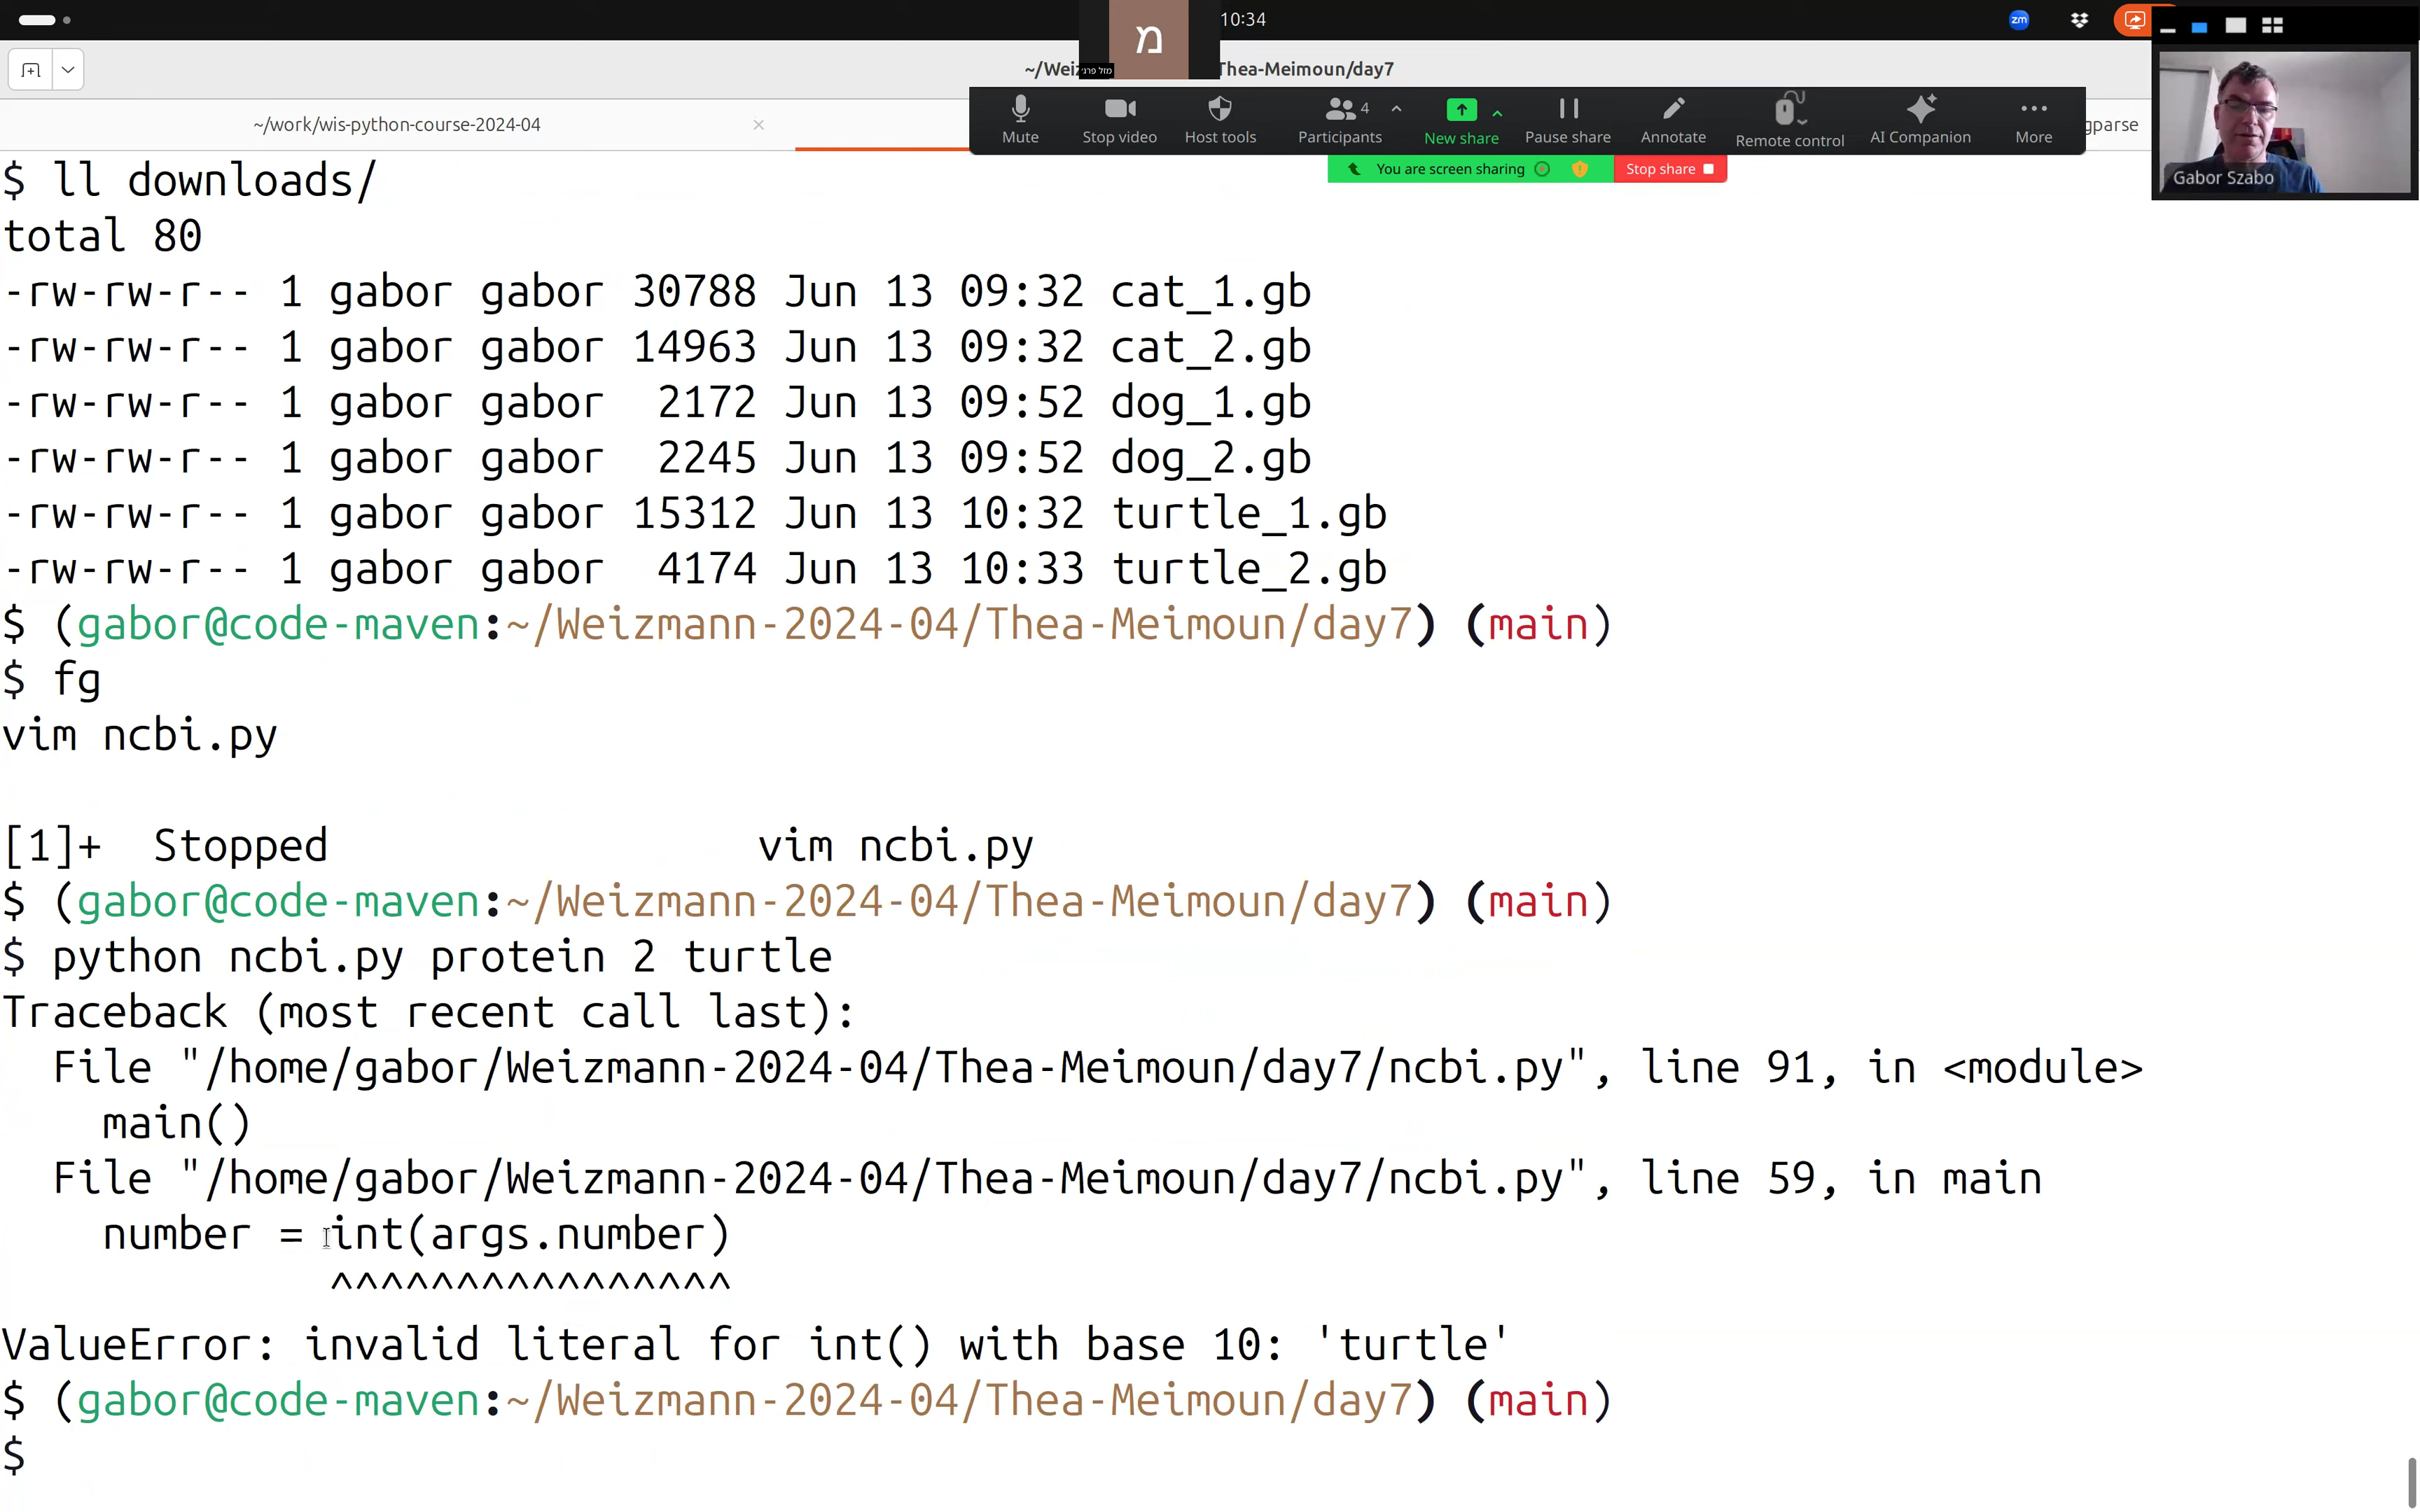 10:34
zm
מ
מזל פרגי
~/Wei
Thea-Meimoun/day7
~/work/wis-python-course-2024-04
gparse
Mute
Stop video
Host tools
4
Participants
New share
Pause share
Annotate
Remote control
AI Companion
More
You are screen sharing
Stop share
Gabor Szabo
$ ll downloads/
total 80
-rw-rw-r-- 1 gabor gabor 30788 Jun 13 09:32 cat_1.gb
-rw-rw-r-- 1 gabor gabor 14963 Jun 13 09:32 cat_2.gb
-rw-rw-r-- 1 gabor gabor  2172 Jun 13 09:52 dog_1.gb
-rw-rw-r-- 1 gabor gabor  2245 Jun 13 09:52 dog_2.gb
-rw-rw-r-- 1 gabor gabor 15312 Jun 13 10:32 turtle_1.gb
-rw-rw-r-- 1 gabor gabor  4174 Jun 13 10:33 turtle_2.gb
$ (gabor@code-maven:~/Weizmann-2024-04/Thea-Meimoun/day7) (main)
$ fg
vim ncbi.py
[1]+  Stopped                 vim ncbi.py
$ (gabor@code-maven:~/Weizmann-2024-04/Thea-Meimoun/day7) (main)
$ python ncbi.py protein 2 turtle
Traceback (most recent call last):
  File "/home/gabor/Weizmann-2024-04/Thea-Meimoun/day7/ncbi.py", line 91, in <module>
    main()
  File "/home/gabor/Weizmann-2024-04/Thea-Meimoun/day7/ncbi.py", line 59, in main
    number = int(args.number)
             ^^^^^^^^^^^^^^^^
ValueError: invalid literal for int() with base 10: 'turtle'
$ (gabor@code-maven:~/Weizmann-2024-04/Thea-Meimoun/day7) (main)
$